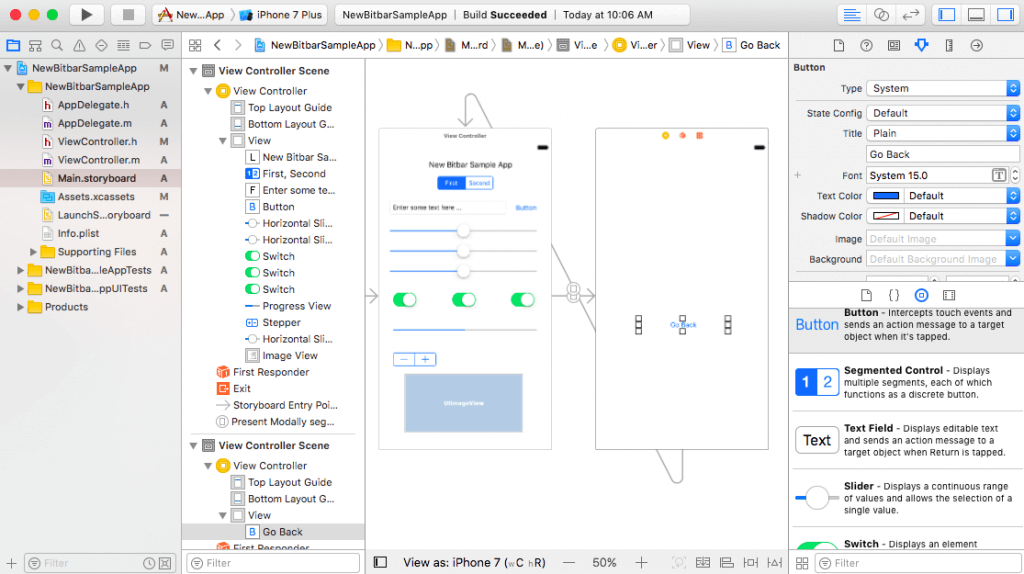 New...App
iPhone 7 Plus
NewBitbarSampleApp | Build Succeeded | Today at 10:06 AM
NewBitbarSampleApp
N...pp
M...rd
M...e)
Vi...e
V...er
View
B Go Back
NewBitbarSampleApp M
NewBitbarSampleApp
h AppDelegate.h A
m AppDelegate.m A
h ViewController.h M
m ViewController.m A
Main.storyboard A
Assets.xcassets M
LaunchS...oryboard —
Info.plist A
Supporting Files A
NewBitba...leAppTests A
NewBitba...ppUITests A
Products
Filter
View Controller Scene
View Controller
Top Layout Guide
Bottom Layout G...
View
L New Bitbar Sa...
1 2 First, Second
F Enter some te...
B Button
Horizontal Sli...
Horizontal Sli...
Switch
Switch
Switch
Progress View
Stepper
Horizontal Sli...
Image View
First Responder
Exit
Storyboard Entry Poi...
Present Modally seg...
View Controller Scene
View Controller
Top Layout Guide
Bottom Layout G...
View
B Go Back
First Responder
Filter
View Controller
New Bitbar Sample App
First Second
Enter some text here ... Button
UIImageView
Go Back
View as: iPhone 7 (wC hR)
50%
Button
Type System
State Config Default
Title Plain
Go Back
Font System 15.0 T
Text Color Default
Shadow Color Default
Image Default Image
Background Default Background Image
{ }
Button
Button - Intercepts touch events and
sends an action message to a target
object when it's tapped.
1 2
Segmented Control - Displays
multiple segments, each of which
functions as a discrete button.
Text
Text Field - Displays editable text
and sends an action message to a
target object when Return is tapped.
Slider - Displays a continuous range
of values and allows the selection of a
single value.
Switch - Displays an element
Filter